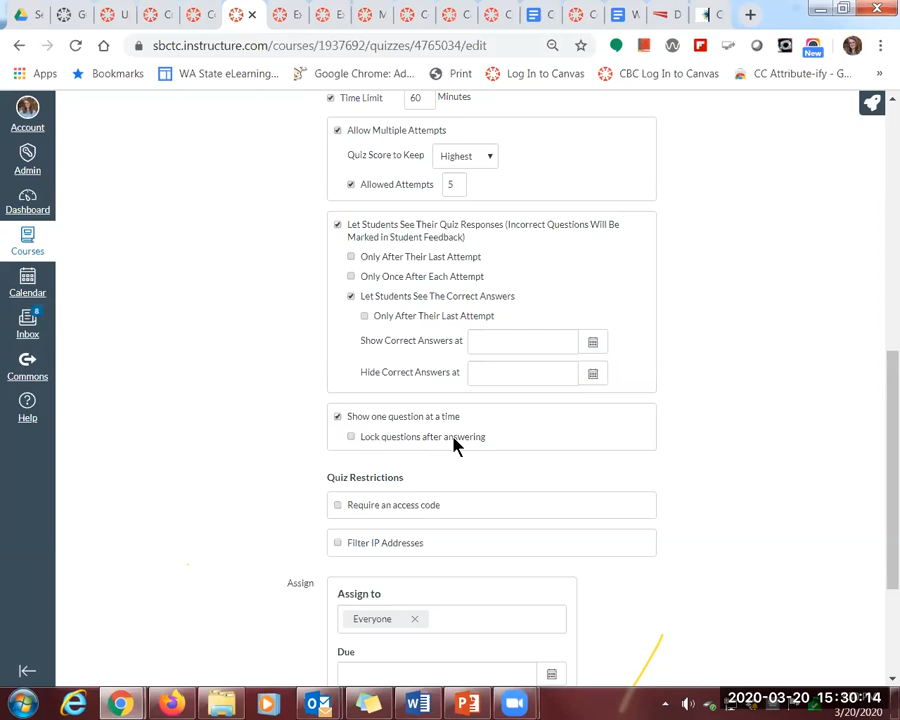 Se
G
U
C
C
C
Ex
Ex
M
C
C
C
C
C
W
D
C
sbctc.instructure.com/courses/1937692/quizzes/4765034/edit
New
Apps
Bookmarks
WA State eLearning...
Google Chrome: Ad...
Print
Log In to Canvas
CBC Log In to Canvas
CC Attribute-ify - G...
»
Account
Admin
Dashboard
Courses
Calendar
8
Inbox
Commons
Help
Time Limit 60 Minutes
Allow Multiple Attempts
Quiz Score to Keep Highest
Allowed Attempts 5
Let Students See Their Quiz Responses (Incorrect Questions Will Be
Marked in Student Feedback)
Only After Their Last Attempt
Only Once After Each Attempt
Let Students See The Correct Answers
Only After Their Last Attempt
Show Correct Answers at
Hide Correct Answers at
Show one question at a time
Lock questions after answering
Quiz Restrictions
Require an access code
Filter IP Addresses
Assign
Assign to
Everyone
Due
2020-03-20 15:30:14
3/20/2020